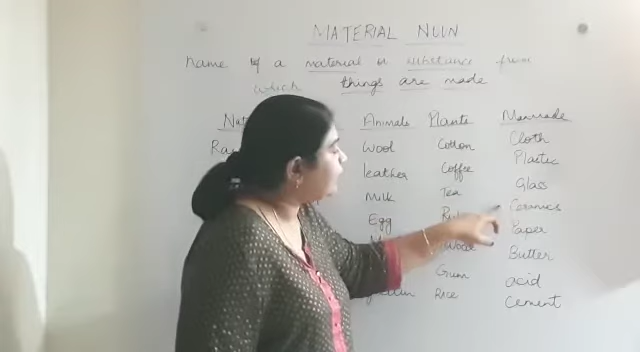 MATERIAL NOUN
Name of a material or substance from
which things are made
Animals Plants Manmade
Wool Cotton Cloth
leather Coffee Plastic
Milk Tea Glass
Egg Ceramics
Wood Paper
Butter
Gum acid
Rice Cement